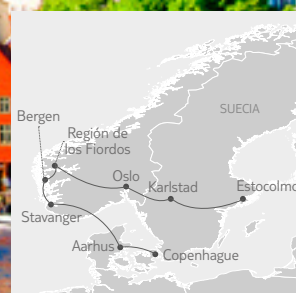 SUECIA
Bergen
Región de
los Fiordos
Oslo
Karlstad
Estocolmo
Stavanger
Aarhus
Copenhague